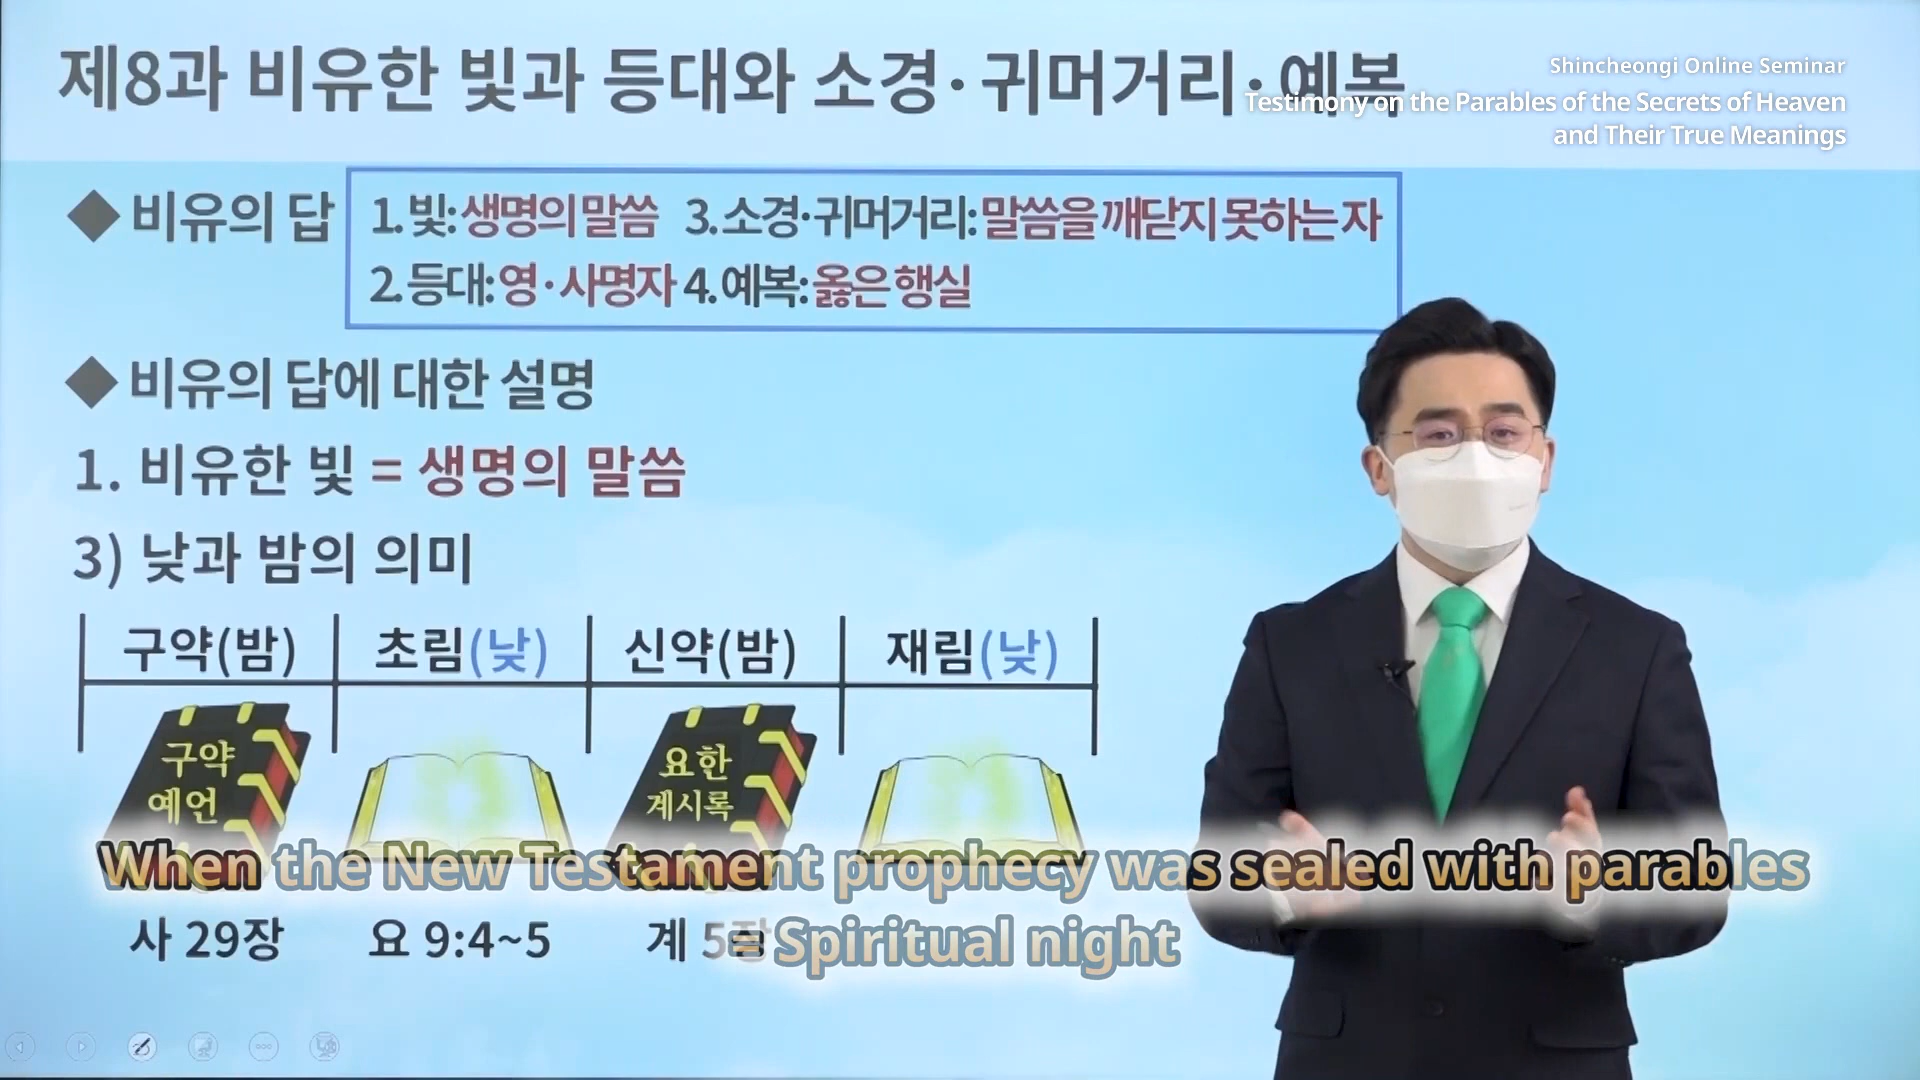 제8과 비유한 빛과 등대와 소경·귀머거리·예복
Shincheongi Online Seminar
Testimony on the Parables of the Secrets of Heaven
and Their True Meanings
◆ 비유의 답
1. 빛: 생명의 말씀 3. 소경·귀머거리: 말씀을 깨닫지 못하는 자
2. 등대: 영·사명자 4. 예복: 옳은 행실
◆ 비유의 답에 대한 설명
1. 비유한 빛 = 생명의 말씀
3) 낮과 밤의 의미
구약(밤) 초림(낮) 신약(밤) 재림(낮)
구약
예언
요한
계시록
When the New Testament prophecy was sealed with parables
= Spiritual night
사 29장 요 9:4~5 계 5장